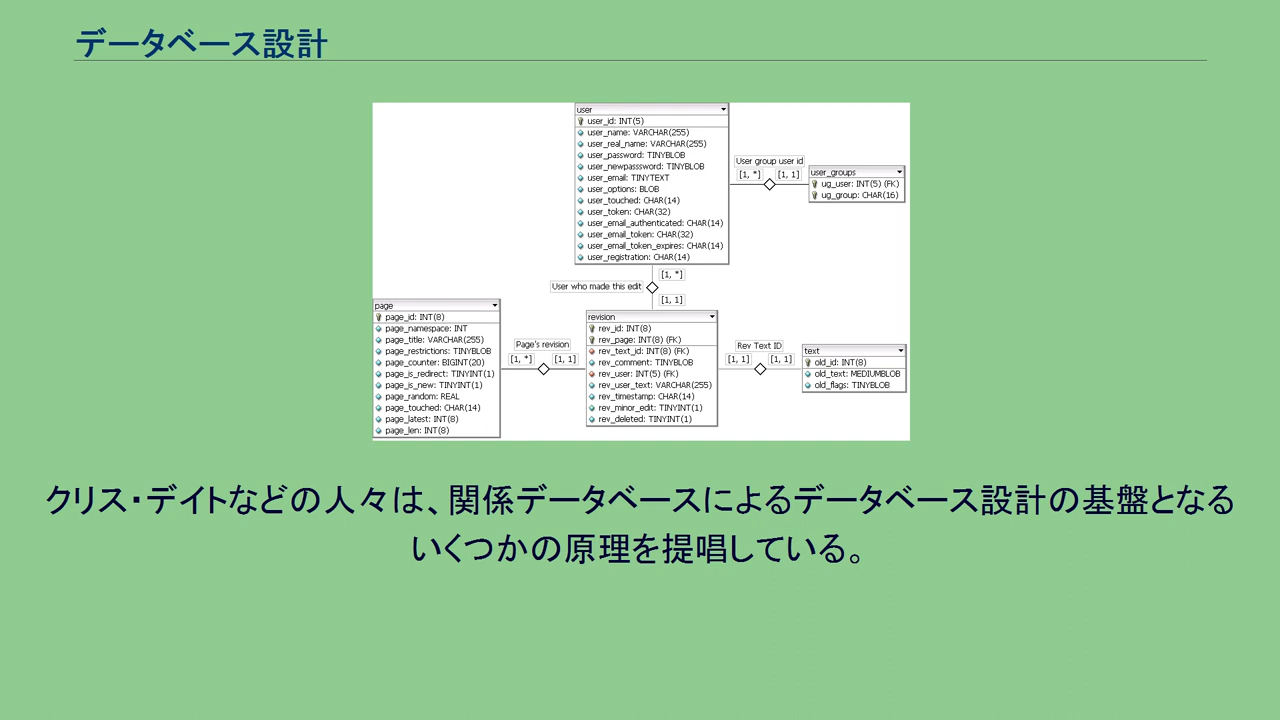 データベース設計
user
user_id: INT(5)
user_name: VARCHAR(255)
user_real_name: VARCHAR(255)
user_password: TINYBLOB
user_newpasssword: TINYBLOB
user_email: TINYTEXT
user_options: BLOB
user_touched: CHAR(14)
user_token: CHAR(32)
user_email_authenticated: CHAR(14)
user_email_token: CHAR(32)
user_email_token_expires: CHAR(14)
user_registration: CHAR(14)
User group user id
[1, *] [1, 1]
user_groups
ug_user: INT(5) (FK)
ug_group: CHAR(16)
[1, *]
User who made this edit
[1, 1]
page
page_id: INT(8)
page_namespace: INT
page_title: VARCHAR(255)
page_restrictions: TINYBLOB
page_counter: BIGINT(20)
page_is_redirect: TINYINT(1)
page_is_new: TINYINT(1)
page_random: REAL
page_touched: CHAR(14)
page_latest: INT(8)
page_len: INT(8)
Page's revision
[1, *] [1, 1]
revision
rev_id: INT(8)
rev_page: INT(8) (FK)
rev_text_id: INT(8) (FK)
rev_comment: TINYBLOB
rev_user: INT(5) (FK)
rev_user_text: VARCHAR(255)
rev_timestamp: CHAR(14)
rev_minor_edit: TINYINT(1)
rev_deleted: TINYINT(1)
Rev Text ID
[1, 1] [1, 1]
text
old_id: INT(8)
old_text: MEDIUMBLOB
old_flags: TINYBLOB
クリス・デイトなどの人々は、関係データベースによるデータベース設計の基盤となる
いくつかの原理を提唱している。